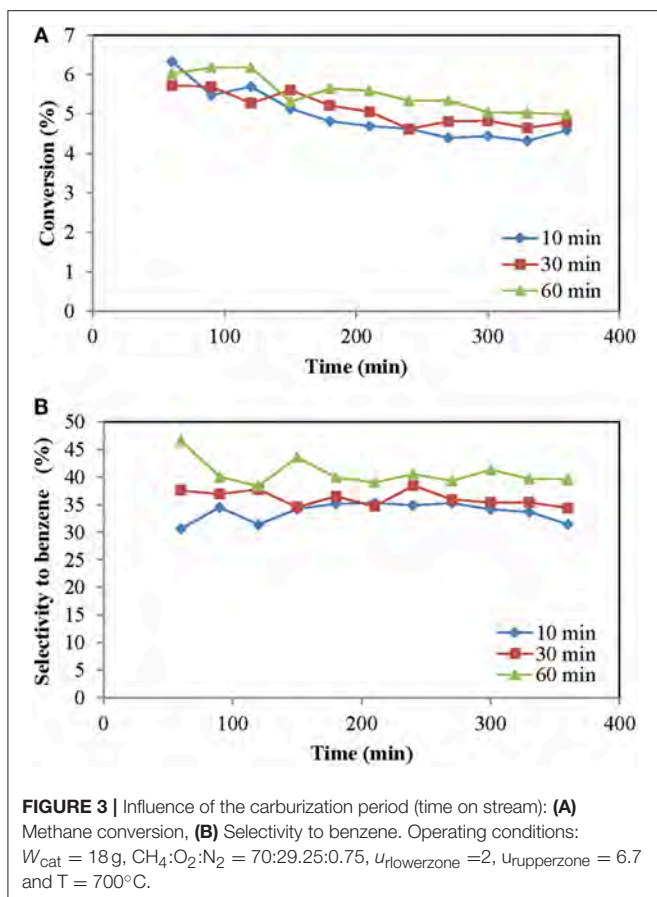 A
7
6
5
4
3
2
1
0
Conversion (%)
10 min
30 min
60 min
0 100 200 300 400
Time (min)
B
50
45
40
35
30
25
20
15
10
5
0
Selectivity to benzene (%)
10 min
30 min
60 min
0 100 200 300 400
Time (min)
FIGURE 3 | Influence of the carburization period (time on stream): (A)
Methane conversion, (B) Selectivity to benzene. Operating conditions:
Wcat = 18 g, CH4:O2:N2 = 70:29.25:0.75, urlowerzone =2, urrupperzone = 6.7
and T = 700°C.